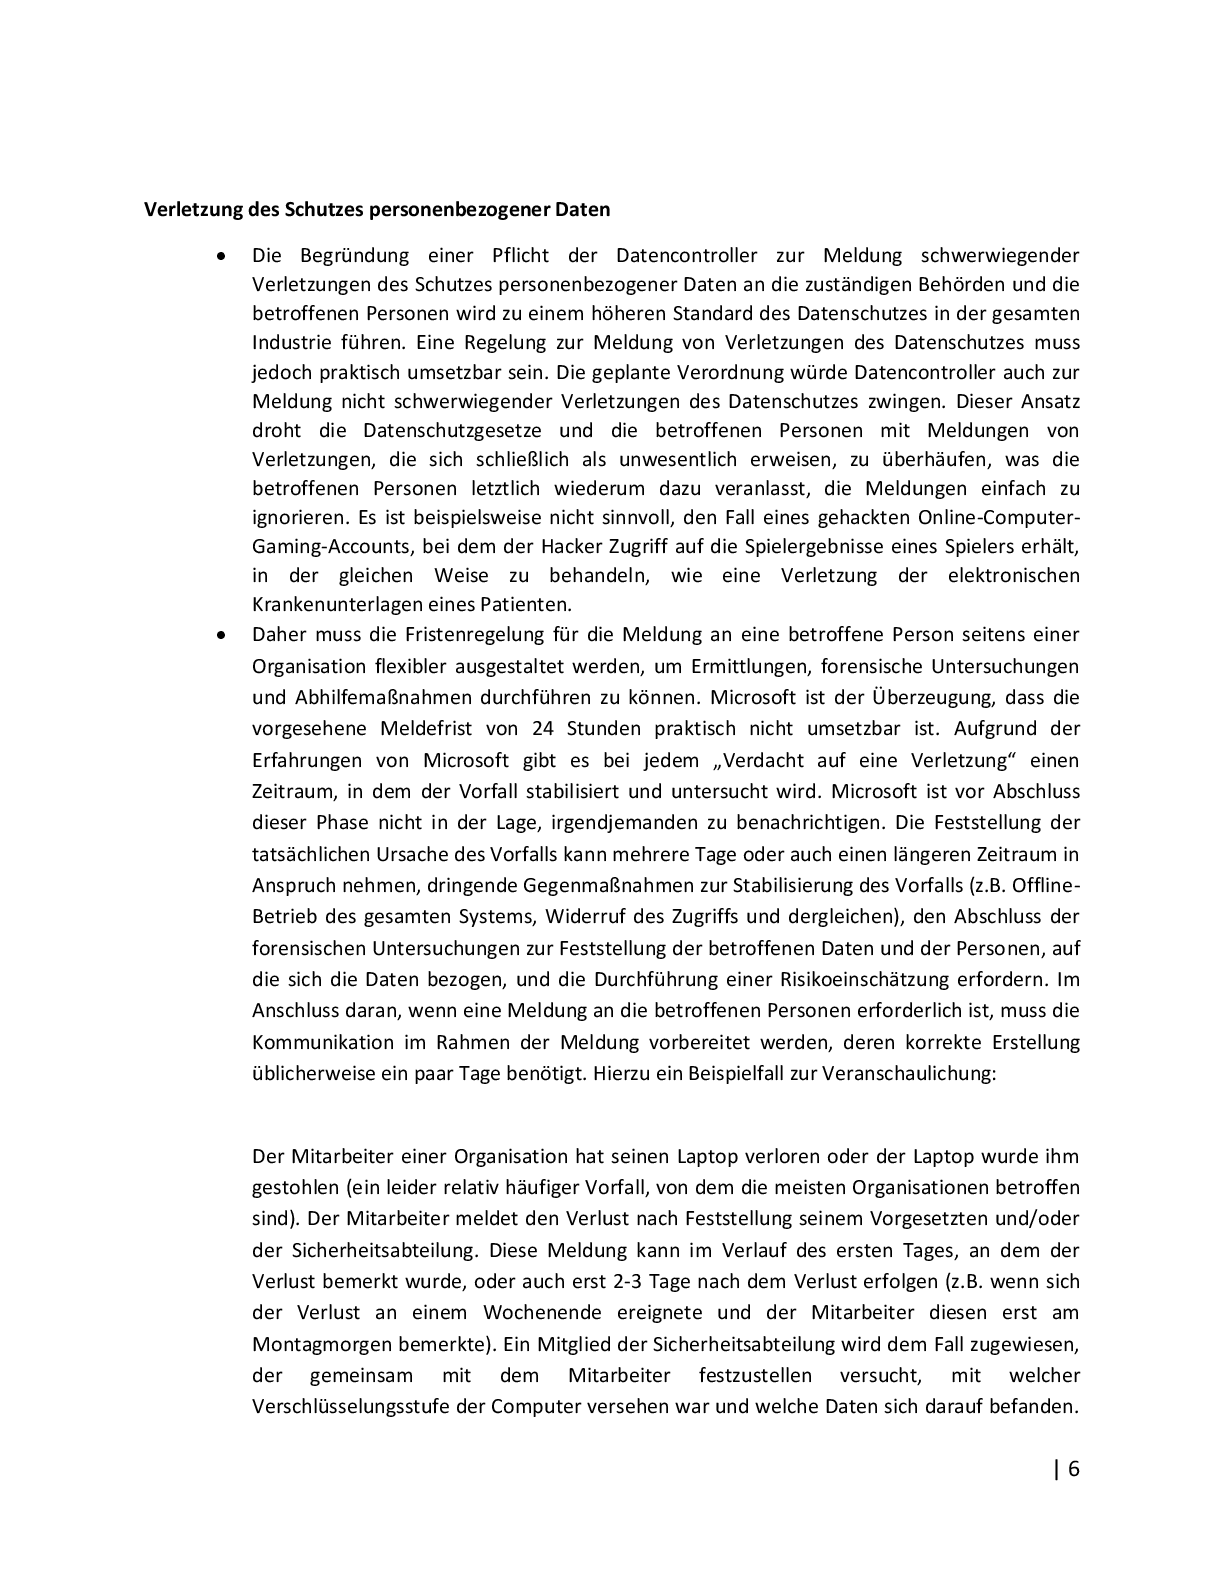 Verletzung des Schutzes personenbezogener Daten
• Die Begründung einer Pflicht der Datencontroller zur Meldung schwerwiegender
Verletzungen des Schutzes personenbezogener Daten an die zuständigen Behörden und die
betroffenen Personen wird zu einem höheren Standard des Datenschutzes in der gesamten
Industrie führen. Eine Regelung zur Meldung von Verletzungen des Datenschutzes muss
jedoch praktisch umsetzbar sein. Die geplante Verordnung würde Datencontroller auch zur
Meldung nicht schwerwiegender Verletzungen des Datenschutzes zwingen. Dieser Ansatz
droht die Datenschutzgesetze und die betroffenen Personen mit Meldungen von
Verletzungen, die sich schließlich als unwesentlich erweisen, zu überhäufen, was die
betroffenen Personen letztlich wiederum dazu veranlasst, die Meldungen einfach zu
ignorieren. Es ist beispielsweise nicht sinnvoll, den Fall eines gehackten Online-Computer-
Gaming-Accounts, bei dem der Hacker Zugriff auf die Spielergebnisse eines Spielers erhält,
in der gleichen Weise zu behandeln, wie eine Verletzung der elektronischen
Krankenunterlagen eines Patienten.
• Daher muss die Fristenregelung für die Meldung an eine betroffene Person seitens einer
Organisation flexibler ausgestaltet werden, um Ermittlungen, forensische Untersuchungen
und Abhilfemaßnahmen durchführen zu können. Microsoft ist der Überzeugung, dass die
vorgesehene Meldefrist von 24 Stunden praktisch nicht umsetzbar ist. Aufgrund der
Erfahrungen von Microsoft gibt es bei jedem „Verdacht auf eine Verletzung“ einen
Zeitraum, in dem der Vorfall stabilisiert und untersucht wird. Microsoft ist vor Abschluss
dieser Phase nicht in der Lage, irgendjemanden zu benachrichtigen. Die Feststellung der
tatsächlichen Ursache des Vorfalls kann mehrere Tage oder auch einen längeren Zeitraum in
Anspruch nehmen, dringende Gegenmaßnahmen zur Stabilisierung des Vorfalls (z.B. Offline-
Betrieb des gesamten Systems, Widerruf des Zugriffs und dergleichen), den Abschluss der
forensischen Untersuchungen zur Feststellung der betroffenen Daten und der Personen, auf
die sich die Daten bezogen, und die Durchführung einer Risikoeinschätzung erfordern. Im
Anschluss daran, wenn eine Meldung an die betroffenen Personen erforderlich ist, muss die
Kommunikation im Rahmen der Meldung vorbereitet werden, deren korrekte Erstellung
üblicherweise ein paar Tage benötigt. Hierzu ein Beispielfall zur Veranschaulichung:
Der Mitarbeiter einer Organisation hat seinen Laptop verloren oder der Laptop wurde ihm
gestohlen (ein leider relativ häufiger Vorfall, von dem die meisten Organisationen betroffen
sind). Der Mitarbeiter meldet den Verlust nach Feststellung seinem Vorgesetzten und/oder
der Sicherheitsabteilung. Diese Meldung kann im Verlauf des ersten Tages, an dem der
Verlust bemerkt wurde, oder auch erst 2-3 Tage nach dem Verlust erfolgen (z.B. wenn sich
der Verlust an einem Wochenende ereignete und der Mitarbeiter diesen erst am
Montagmorgen bemerkte). Ein Mitglied der Sicherheitsabteilung wird dem Fall zugewiesen,
der gemeinsam mit dem Mitarbeiter festzustellen versucht, mit welcher
Verschlüsselungsstufe der Computer versehen war und welche Daten sich darauf befanden.
| 6